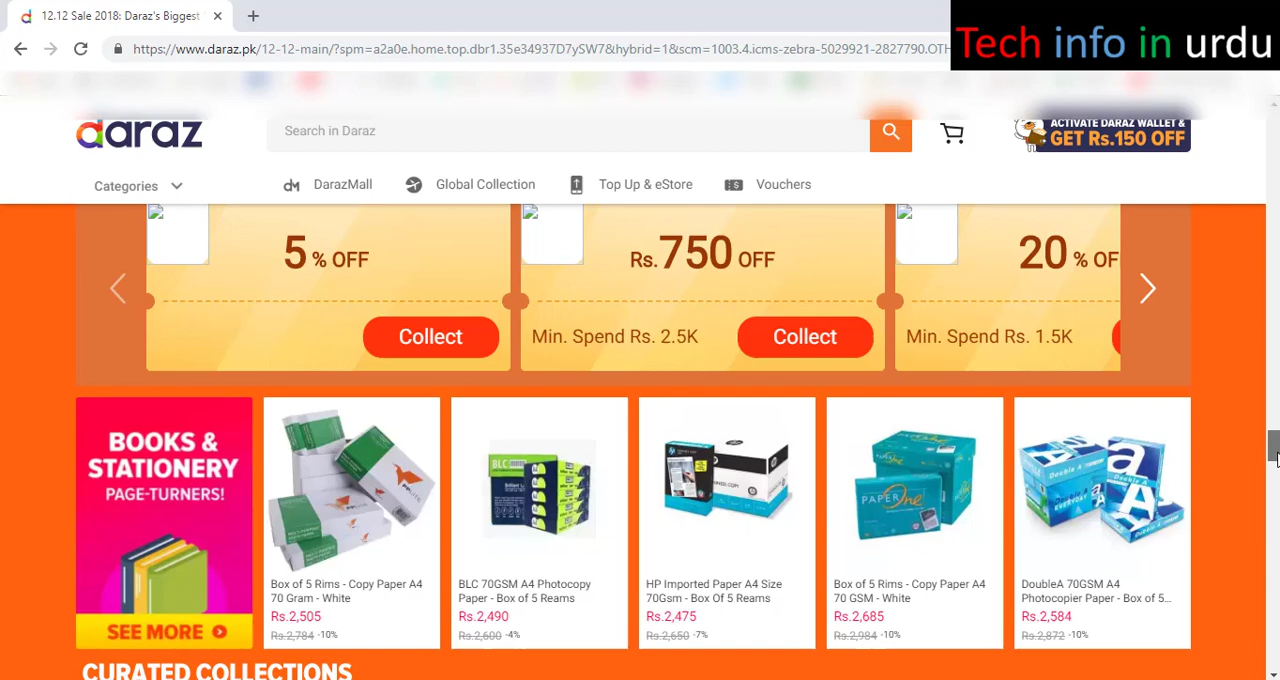 12.12 Sale 2018: Daraz's Biggest
Tech info in urdu
https://www.daraz.pk/12-12-main/?spm=a2a0e.home.top.dbr1.35e34937D7ySW7&hybrid=1&scm=1003.4.icms-zebra-5029921-2827790.OTH
daraz
Search in Daraz
ACTIVATE DARAZ WALLET &
GET Rs.150 OFF
Categories
DarazMall
Global Collection
Top Up & eStore
Vouchers
5 % OFF
Collect
Rs.750 OFF
Min. Spend Rs. 2.5K
Collect
20 % OF
Min. Spend Rs. 1.5K
BOOKS &
STATIONERY
PAGE-TURNERS!
SEE MORE
Box of 5 Rims - Copy Paper A4
70 Gram - White
Rs.2,505
Rs.2,784 -10%
BLC 70GSM A4 Photocopy
Paper - Box of 5 Reams
Rs.2,490
Rs.2,600 -4%
HP Imported Paper A4 Size
70Gsm - Box Of 5 Reams
Rs.2,475
Rs.2,650 -7%
PAPERONE
Box of 5 Rims - Copy Paper A4
70 GSM - White
Rs.2,685
Rs.2,984 -10%
Double A
DoubleA 70GSM A4
Photocopier Paper - Box of 5...
Rs.2,584
Rs.2,872 -10%
CURATED COLLECTIONS